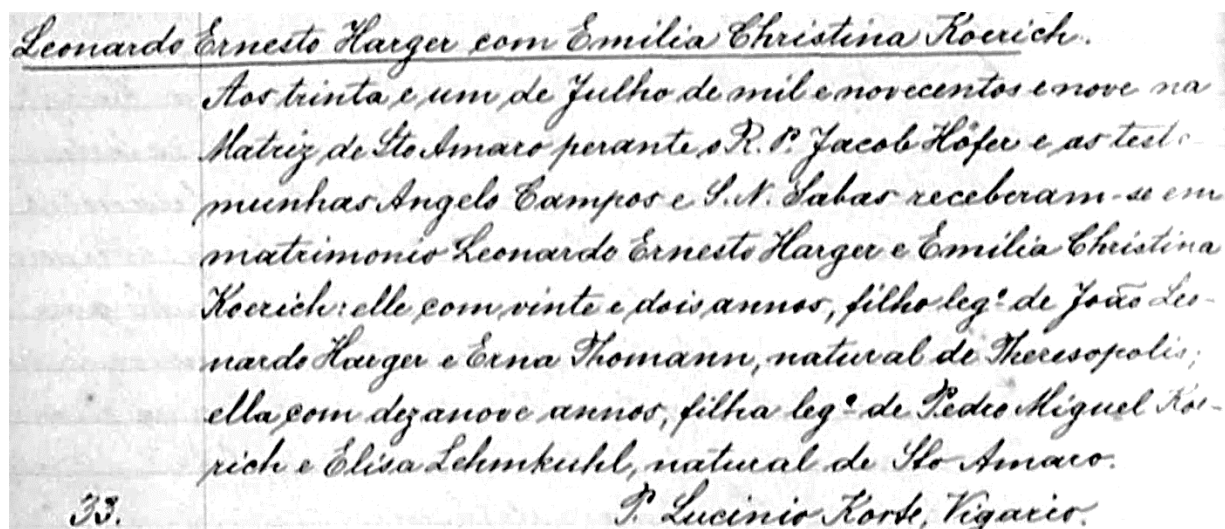 Leonardo Ernesto Harger com Emilia Christina Koerich.
Aos trinta e um de Julho de mil e novecentos e nove na
Matriz de Sto Amaro perante o R. P. Jacob Höfer e as teste
munhas Angelo Campos e S. N. Sabas receberam-se em
matrimonio Leonardo Ernesto Harger e Emilia Christina
Koerich: elle com vinte e dois annos, filho legº de João Leo-
nardo Harger e Erna Thomann, natural de Theresopolis;
ella com dezanove annos, filha legª de Pedro Miguel Koe-
rich e Elisa Lehmkuhl, natural de Sto Amaro.
33. P. Lucinio Korte, Vigario.